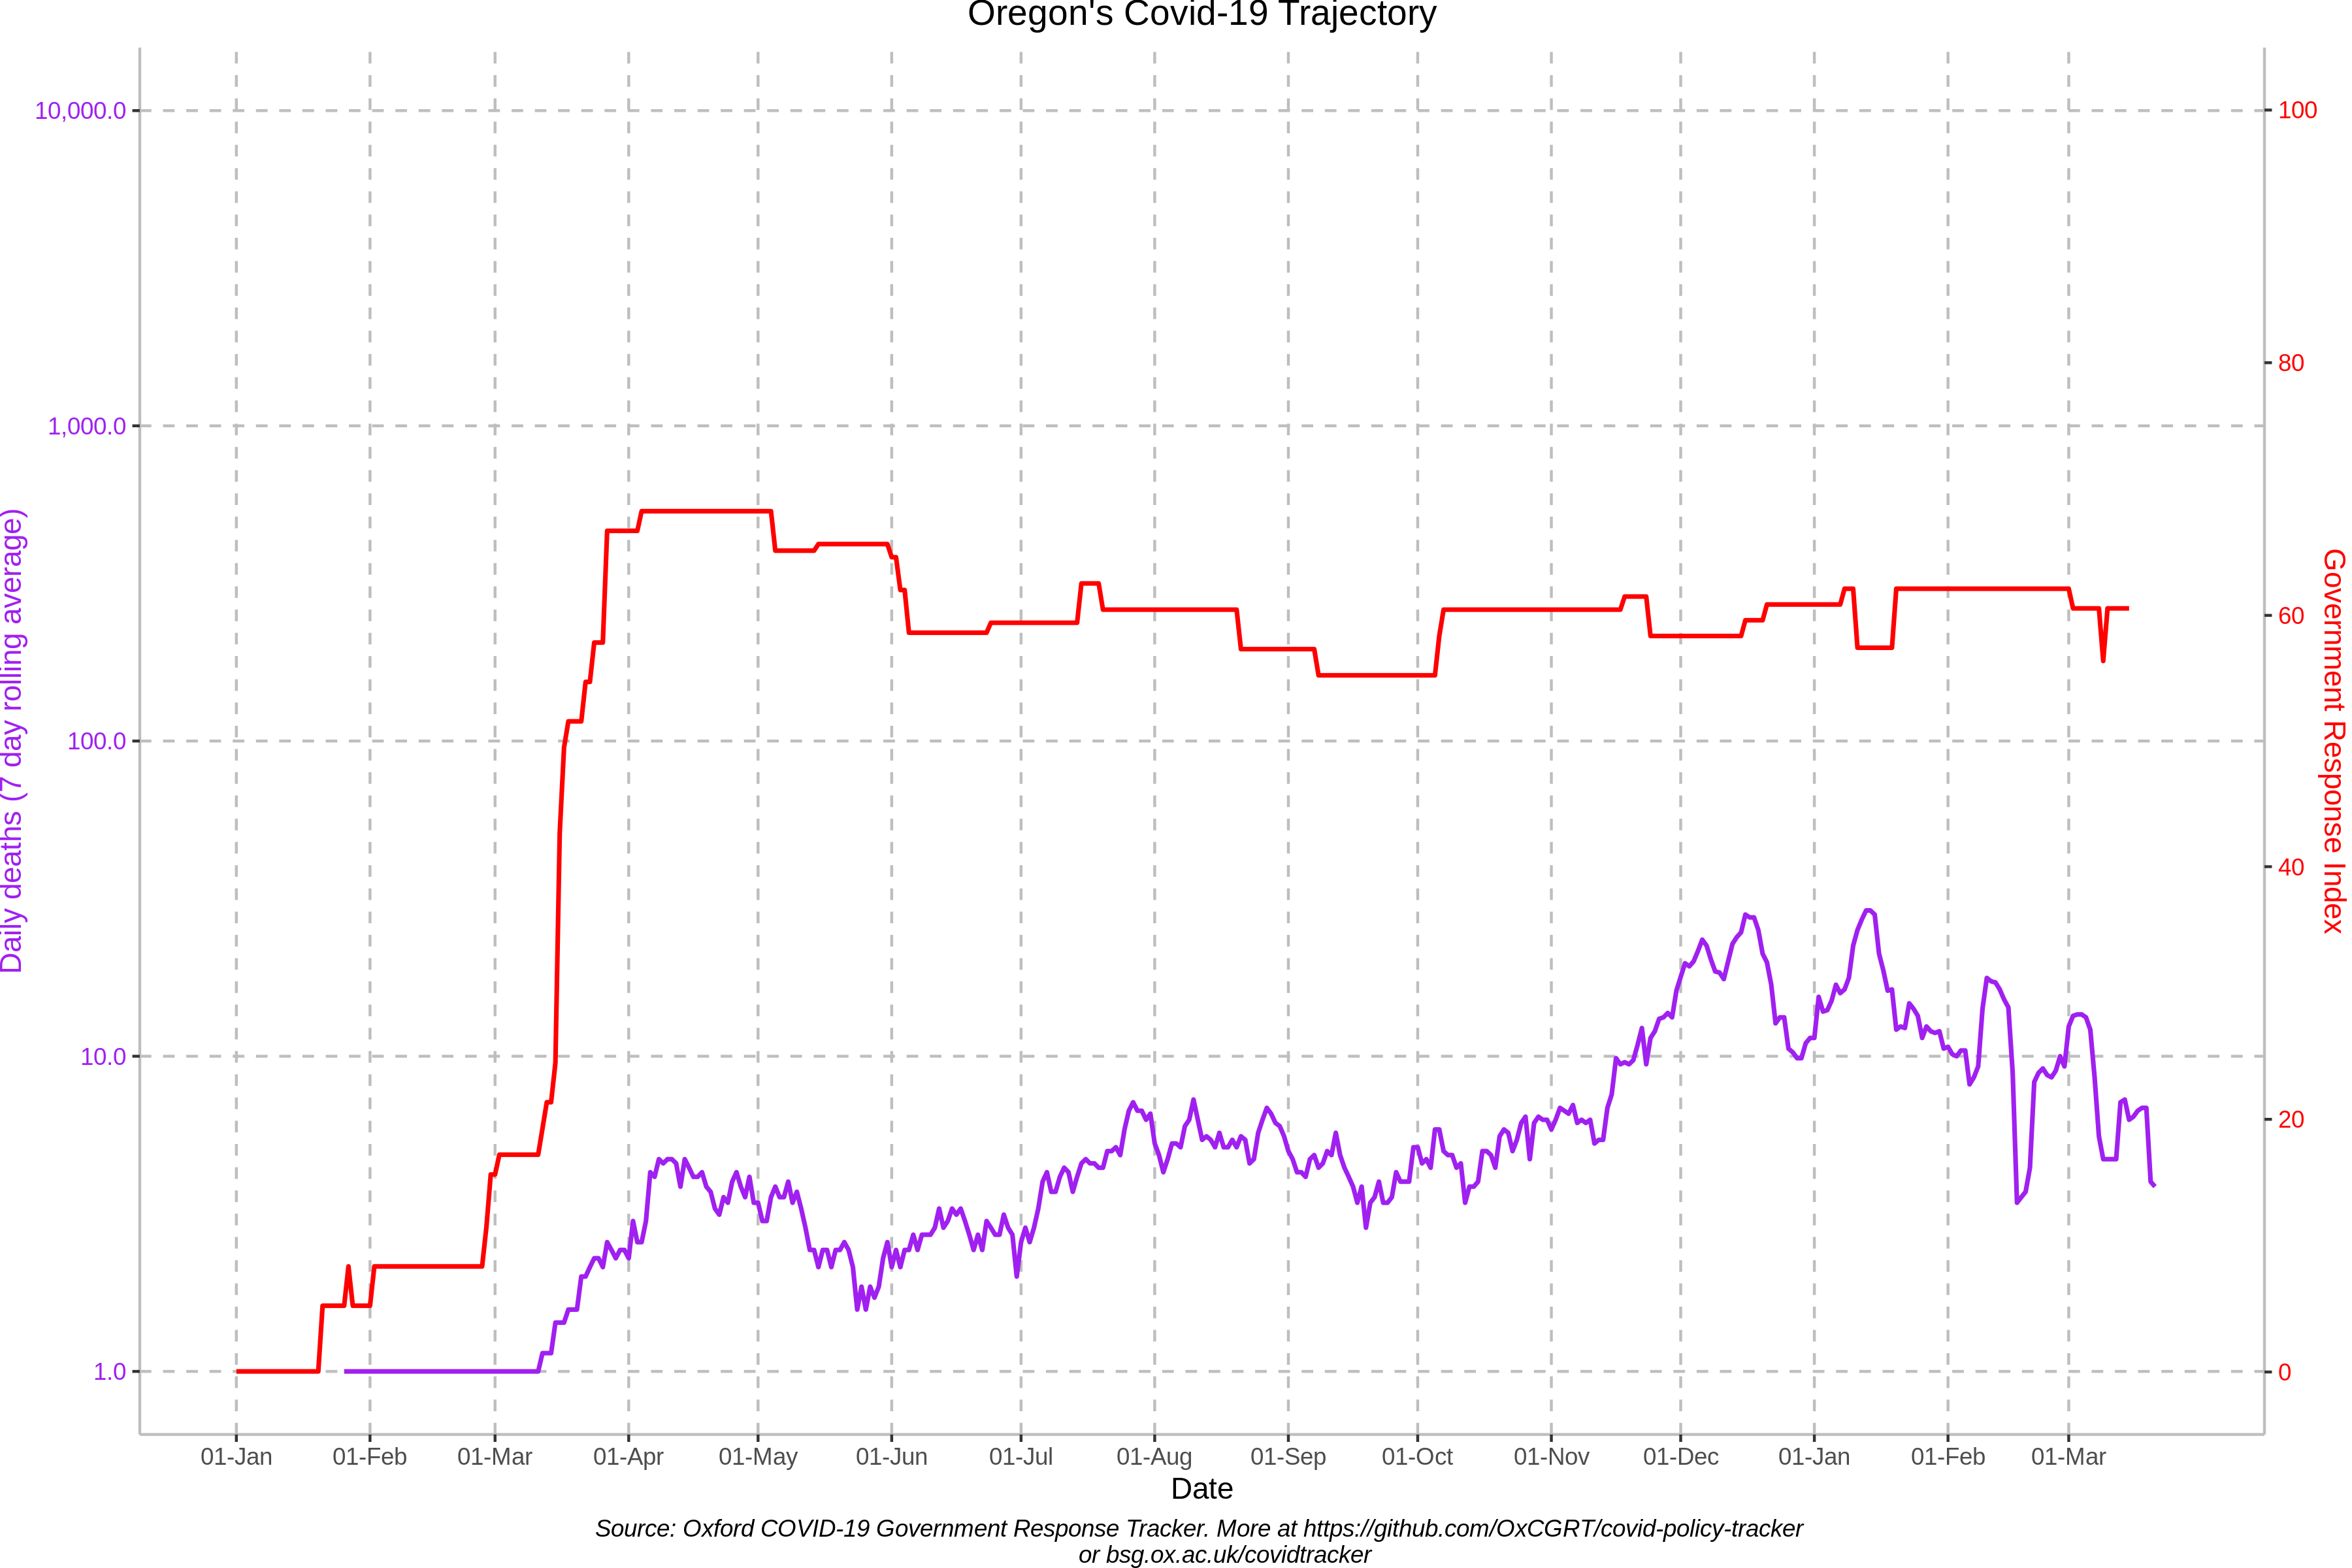 Oregon's Covid-19 Trajectory
10,000.0
1,000.0
100.0
10.0
1.0
Daily deaths (7 day rolling average)
100
80
60
40
20
0
Government Response Index
01-Jan 01-Feb 01-Mar 01-Apr 01-May 01-Jun 01-Jul 01-Aug 01-Sep 01-Oct 01-Nov 01-Dec 01-Jan 01-Feb 01-Mar
Date
Source: Oxford COVID-19 Government Response Tracker. More at https://github.com/OxCGRT/covid-policy-tracker
or bsg.ox.ac.uk/covidtracker